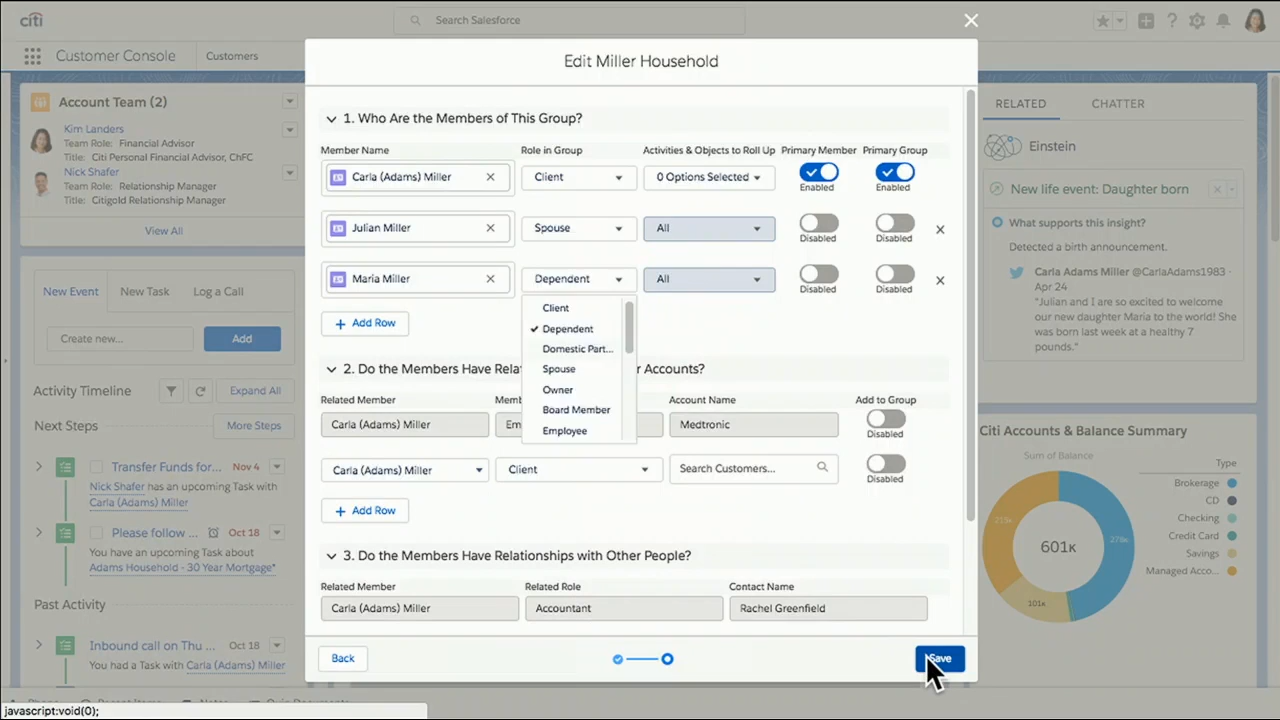 citi
Search Salesforce
Customer Console
Customers
Account Team (2)
Kim Landers
Team Role: Financial Advisor
Title: Citi Personal Financial Advisor, ChFC
Nick Shafer
Team Role: Relationship Manager
Title: Citigold Relationship Manager
View All
New Event
New Task
Log a Call
Create new...
Add
Activity Timeline
Expand All
Next Steps
More Steps
Transfer Funds for...
Nov 4
Nick Shafer has an upcoming Task with
Carla (Adams) Miller
Please follow ...
Oct 18
You have an upcoming Task about
Adams Household - 30 Year Mortgage*
Past Activity
Inbound call on Thu ...
Oct 18
You had a Task with Carla (Adams) Miller
javascript:void(0);
Edit Miller Household
1. Who Are the Members of This Group?
Member Name
Role in Group
Activities & Objects to Roll Up
Primary Member
Primary Group
Carla (Adams) Miller
Client
0 Options Selected
Enabled
Enabled
Julian Miller
Spouse
All
Disabled
Disabled
Maria Miller
Dependent
All
Disabled
Disabled
Client
Dependent
Domestic Part...
Spouse
Owner
Board Member
Employee
Add Row
2. Do the Members Have Rela
r Accounts?
Related Member
Memb
Account Name
Add to Group
Carla (Adams) Miller
Em
Medtronic
Disabled
Carla (Adams) Miller
Client
Search Customers...
Disabled
Add Row
3. Do the Members Have Relationships with Other People?
Related Member
Related Role
Contact Name
Carla (Adams) Miller
Accountant
Rachel Greenfield
Back
Save
RELATED
CHATTER
Einstein
New life event: Daughter born
What supports this insight?
Detected a birth announcement.
Carla Adams Miller @CarlaAdams1983 ·
Apr 24
"Julian and I are so excited to welcome
our new daughter Maria to the world! She
was born last week at a healthy 7
pounds."
Citi Accounts & Balance Summary
Sum of Balance
Type
Brokerage
CD
Checking
Credit Card
Savings
Managed Acco...
601K
101K